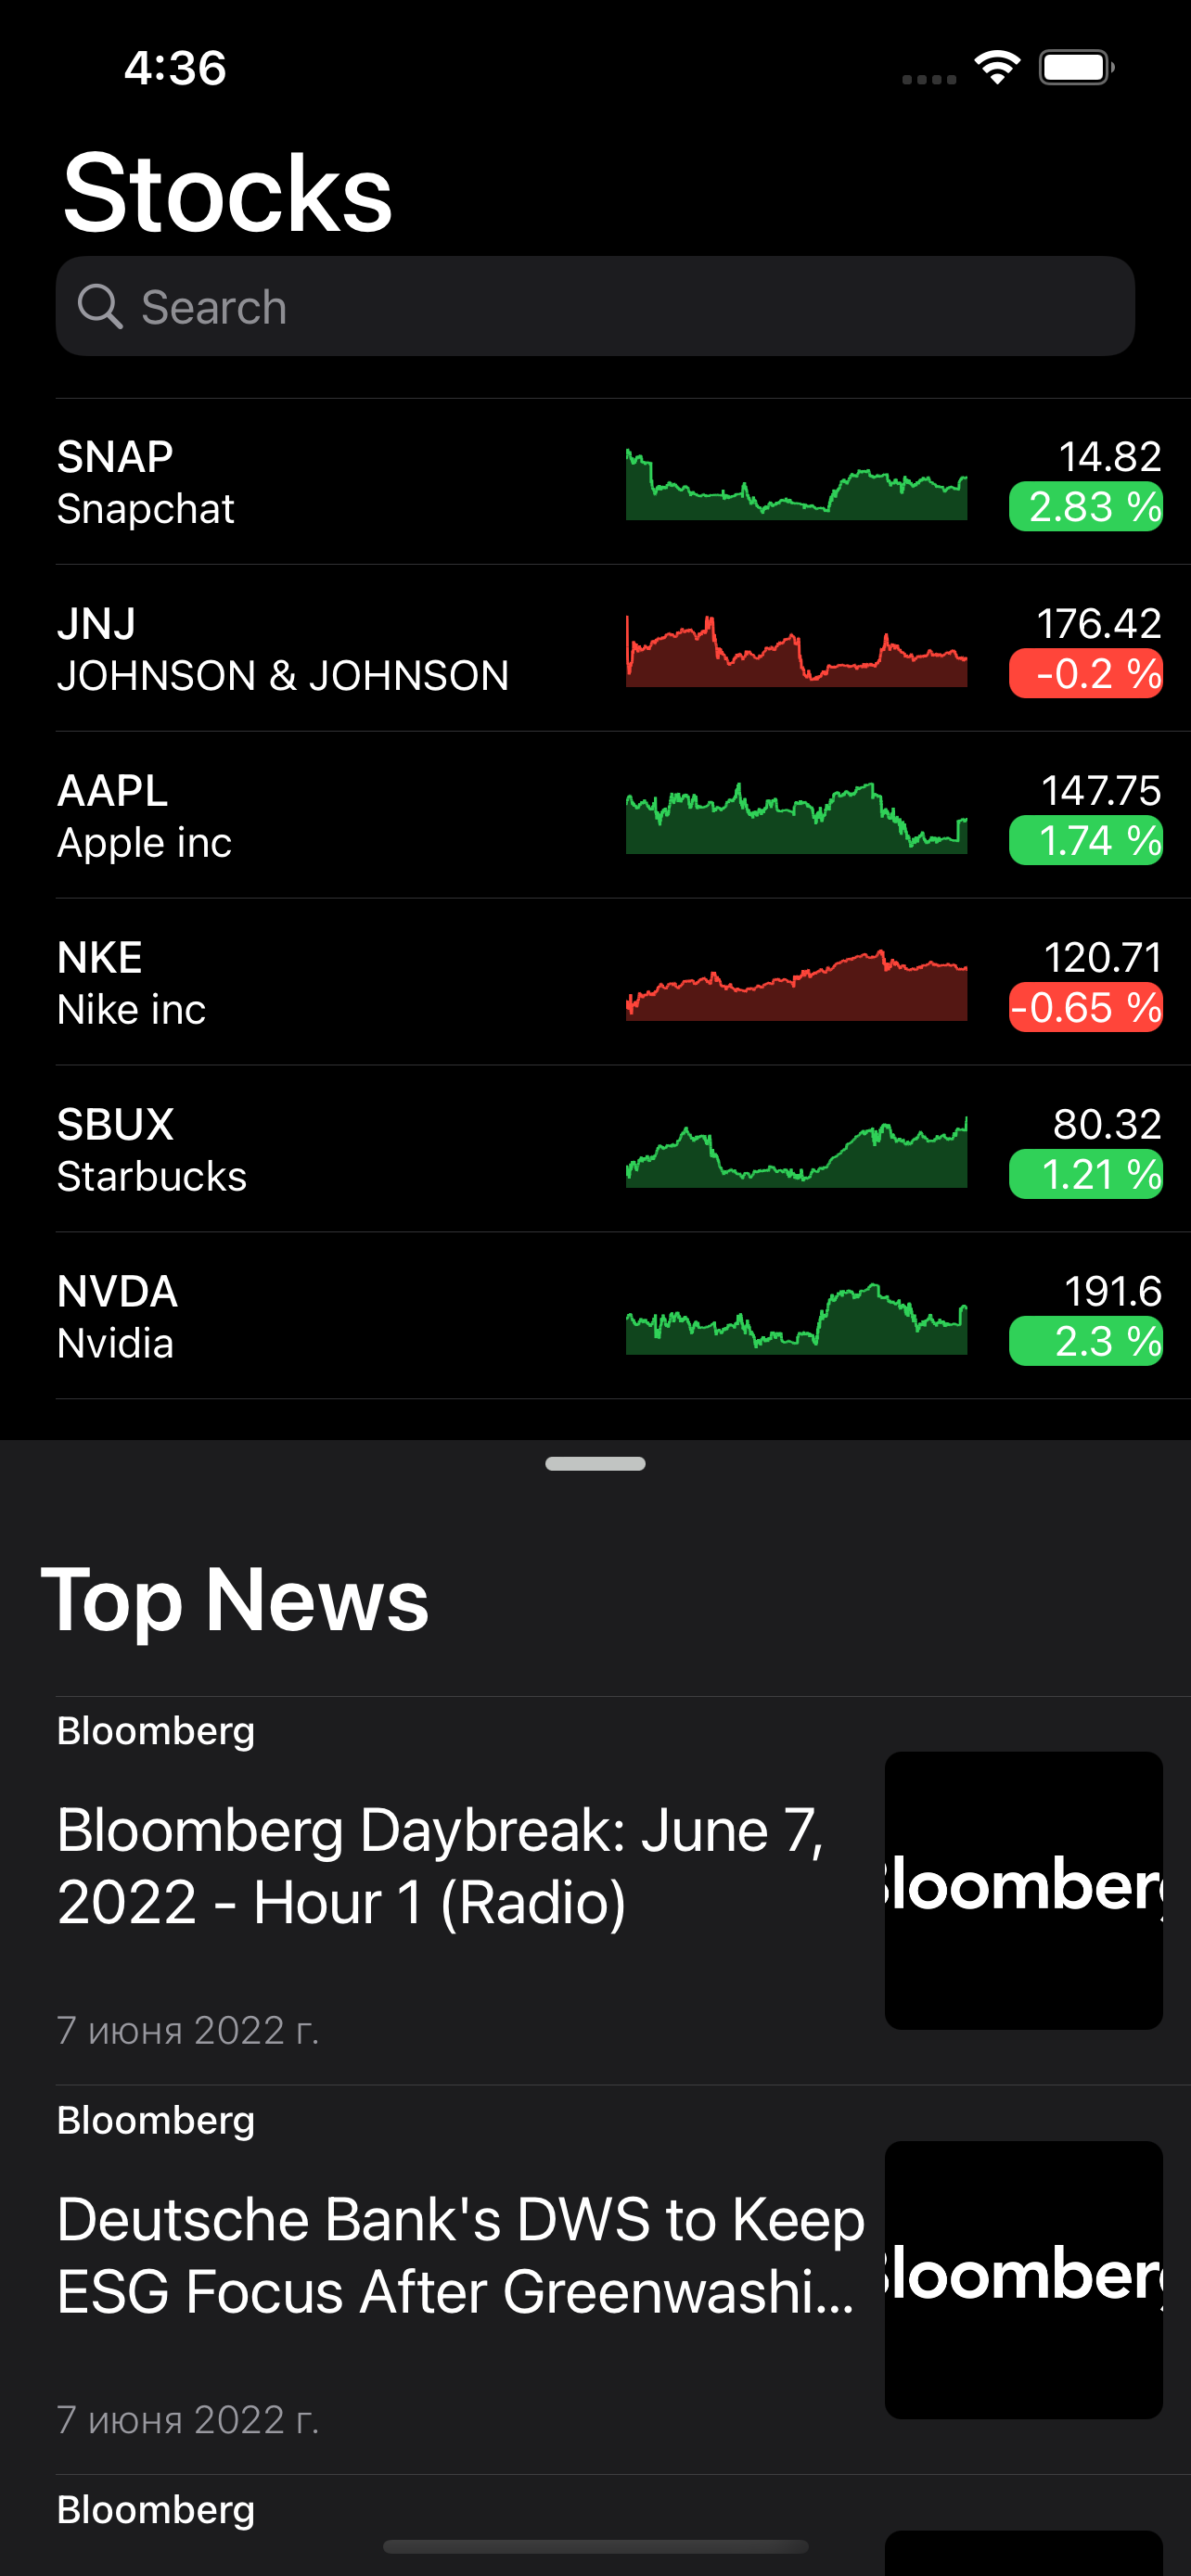 4:36
Stocks
Search
SNAP
Snapchat
14.82
2.83 %
JNJ
JOHNSON & JOHNSON
176.42
-0.2 %
AAPL
Apple inc
147.75
1.74 %
NKE
Nike inc
120.71
-0.65 %
SBUX
Starbucks
80.32
1.21 %
NVDA
Nvidia
191.6
2.3 %
Top News
Bloomberg
Bloomberg Daybreak: June 7,
2022 - Hour 1 (Radio)
7 июня 2022 г.
Bloomberg
Bloomberg
Deutsche Bank's DWS to Keep
ESG Focus After Greenwashi...
7 июня 2022 г.
Bloomberg
Bloomberg